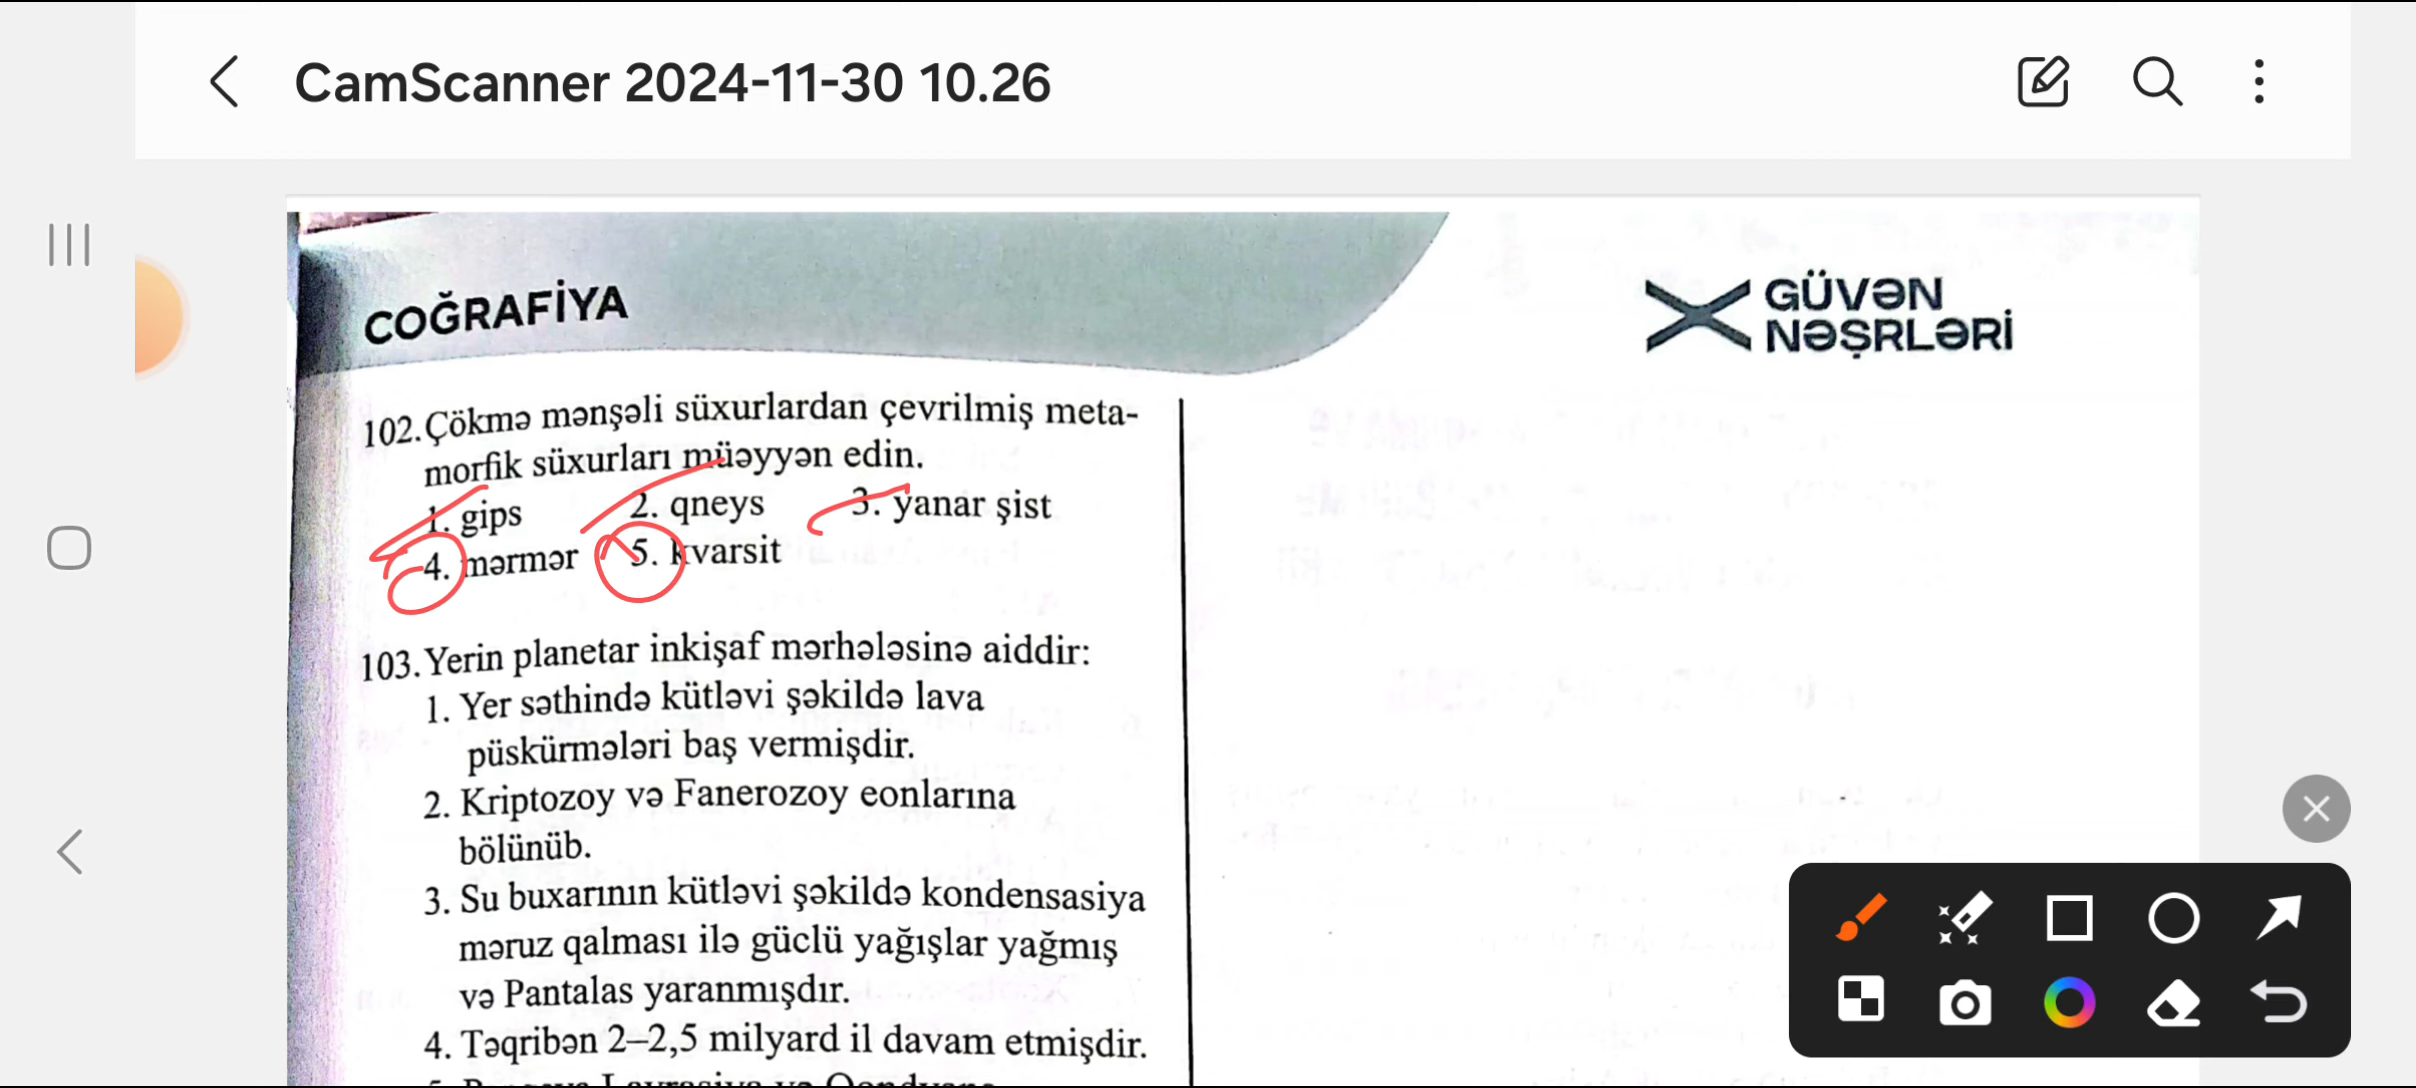 CamScanner 2024-11-30 10.26
COĞRAFİYA
GÜVƏN
NƏŞRLƏRİ
102. Çökmə mənşəli süxurlardan çevrilmiş meta-
morfik süxurları müəyyən edin.
1. gips 2. qneys 3. yanar şist
4. mərmər 5. kvarsit
103. Yerin planetar inkişaf mərhələsinə aiddir:
1. Yer səthində kütləvi şəkildə lava
püskürmələri baş vermişdir.
2. Kriptozoy və Fanerozoy eonlarına
bölünüb.
3. Su buxarının kütləvi şəkildə kondensasiya
məruz qalması ilə güclü yağışlar yağmış
və Pantalas yaranmışdır.
4. Təqribən 2–2,5 milyard il davam etmişdir.